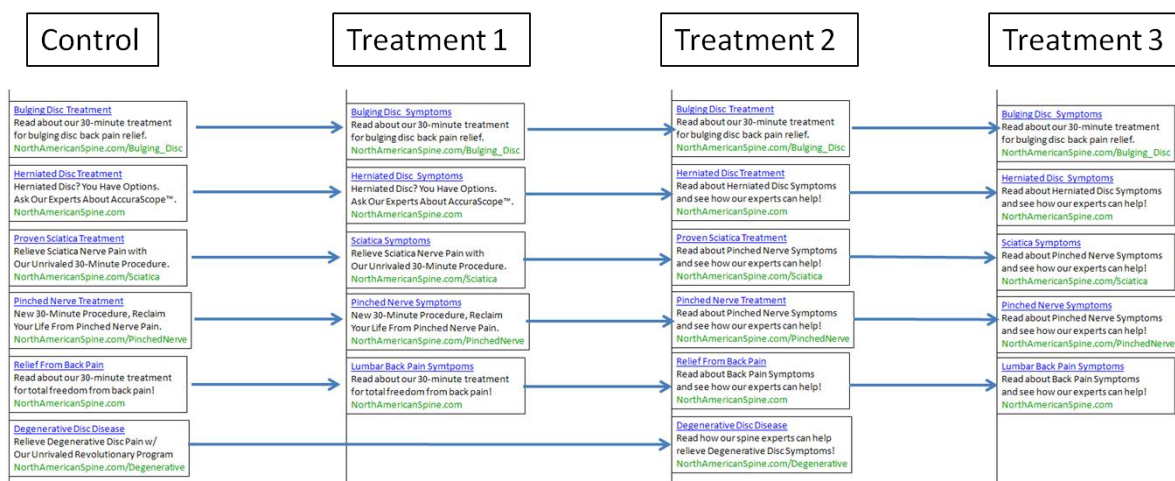 Control
Treatment 1
Treatment 2
Treatment 3
Bulging Disc Treatment
Read about our 30-minute treatment
for bulging disc back pain relief.
NorthAmericanSpine.com/Bulging_Disc
Herniated Disc Treatment
Herniated Disc? You Have Options.
Ask Our Experts About AccuraScope™.
NorthAmericanSpine.com
Proven Sciatica Treatment
Relieve Sciatica Nerve Pain with
Our Unrivaled 30-Minute Procedure.
NorthAmericanSpine.com/Sciatica
Pinched Nerve Treatment
New 30-Minute Procedure, Reclaim
Your Life From Pinched Nerve Pain.
NorthAmericanSpine.com/PinchedNerve
Relief From Back Pain
Read about our 30-minute treatment
for total freedom from back pain!
NorthAmericanSpine.com
Degenerative Disc Disease
Relieve Degenerative Disc Pain w/
Our Unrivaled Revolutionary Program
NorthAmericanSpine.com/Degenerative
Bulging Disc Symptoms
Read about our 30-minute treatment
for bulging disc back pain relief.
NorthAmericanSpine.com/Bulging_Disc
Herniated Disc Symptoms
Herniated Disc? You Have Options.
Ask Our Experts About AccuraScope™.
NorthAmericanSpine.com
Sciatica Symptoms
Relieve Sciatica Nerve Pain with
Our Unrivaled 30-Minute Procedure.
NorthAmericanSpine.com/Sciatica
Pinched Nerve Symptoms
New 30-Minute Procedure, Reclaim
Your Life From Pinched Nerve Pain.
NorthAmericanSpine.com/PinchedNerve
Lumbar Back Pain Symtpoms
Read about our 30-minute treatment
for total freedom from back pain!
NorthAmericanSpine.com
Bulging Disc Treatment
Read about our 30-minute treatment
for bulging disc back pain relief.
NorthAmericanSpine.com/Bulging_Disc
Herniated Disc Treatment
Read about Herniated Disc Symptoms
and see how our experts can help!
NorthAmericanSpine.com
Proven Sciatica Treatment
Read about Pinched Nerve Symptoms
and see how our experts can help!
NorthAmericanSpine.com/Sciatica
Pinched Nerve Treatment
Read about Pinched Nerve Symptoms
and see how our experts can help!
NorthAmericanSpine.com/PinchedNerve
Relief From Back Pain
Read about Back Pain Symptoms
and see how our experts can help!
NorthAmericanSpine.com
Degenerative Disc Disease
Read how our spine experts can help
relieve Degenerative Disc Symptoms!
NorthAmericanSpine.com/Degenerative
Bulging Disc Symptoms
Read about our 30-minute treatment
for bulging disc back pain relief.
NorthAmericanSpine.com/Bulging_Disc
Herniated Disc Symptoms
Read about Herniated Disc Symptoms
and see how our experts can help!
NorthAmericanSpine.com
Sciatica Symptoms
Read about Pinched Nerve Symptoms
and see how our experts can help!
NorthAmericanSpine.com/Sciatica
Pinched Nerve Symptoms
Read about Pinched Nerve Symptoms
and see how our experts can help!
NorthAmericanSpine.com/PinchedNerve
Lumbar Back Pain Symptoms
Read about Back Pain Symptoms
and see how our experts can help!
NorthAmericanSpine.com